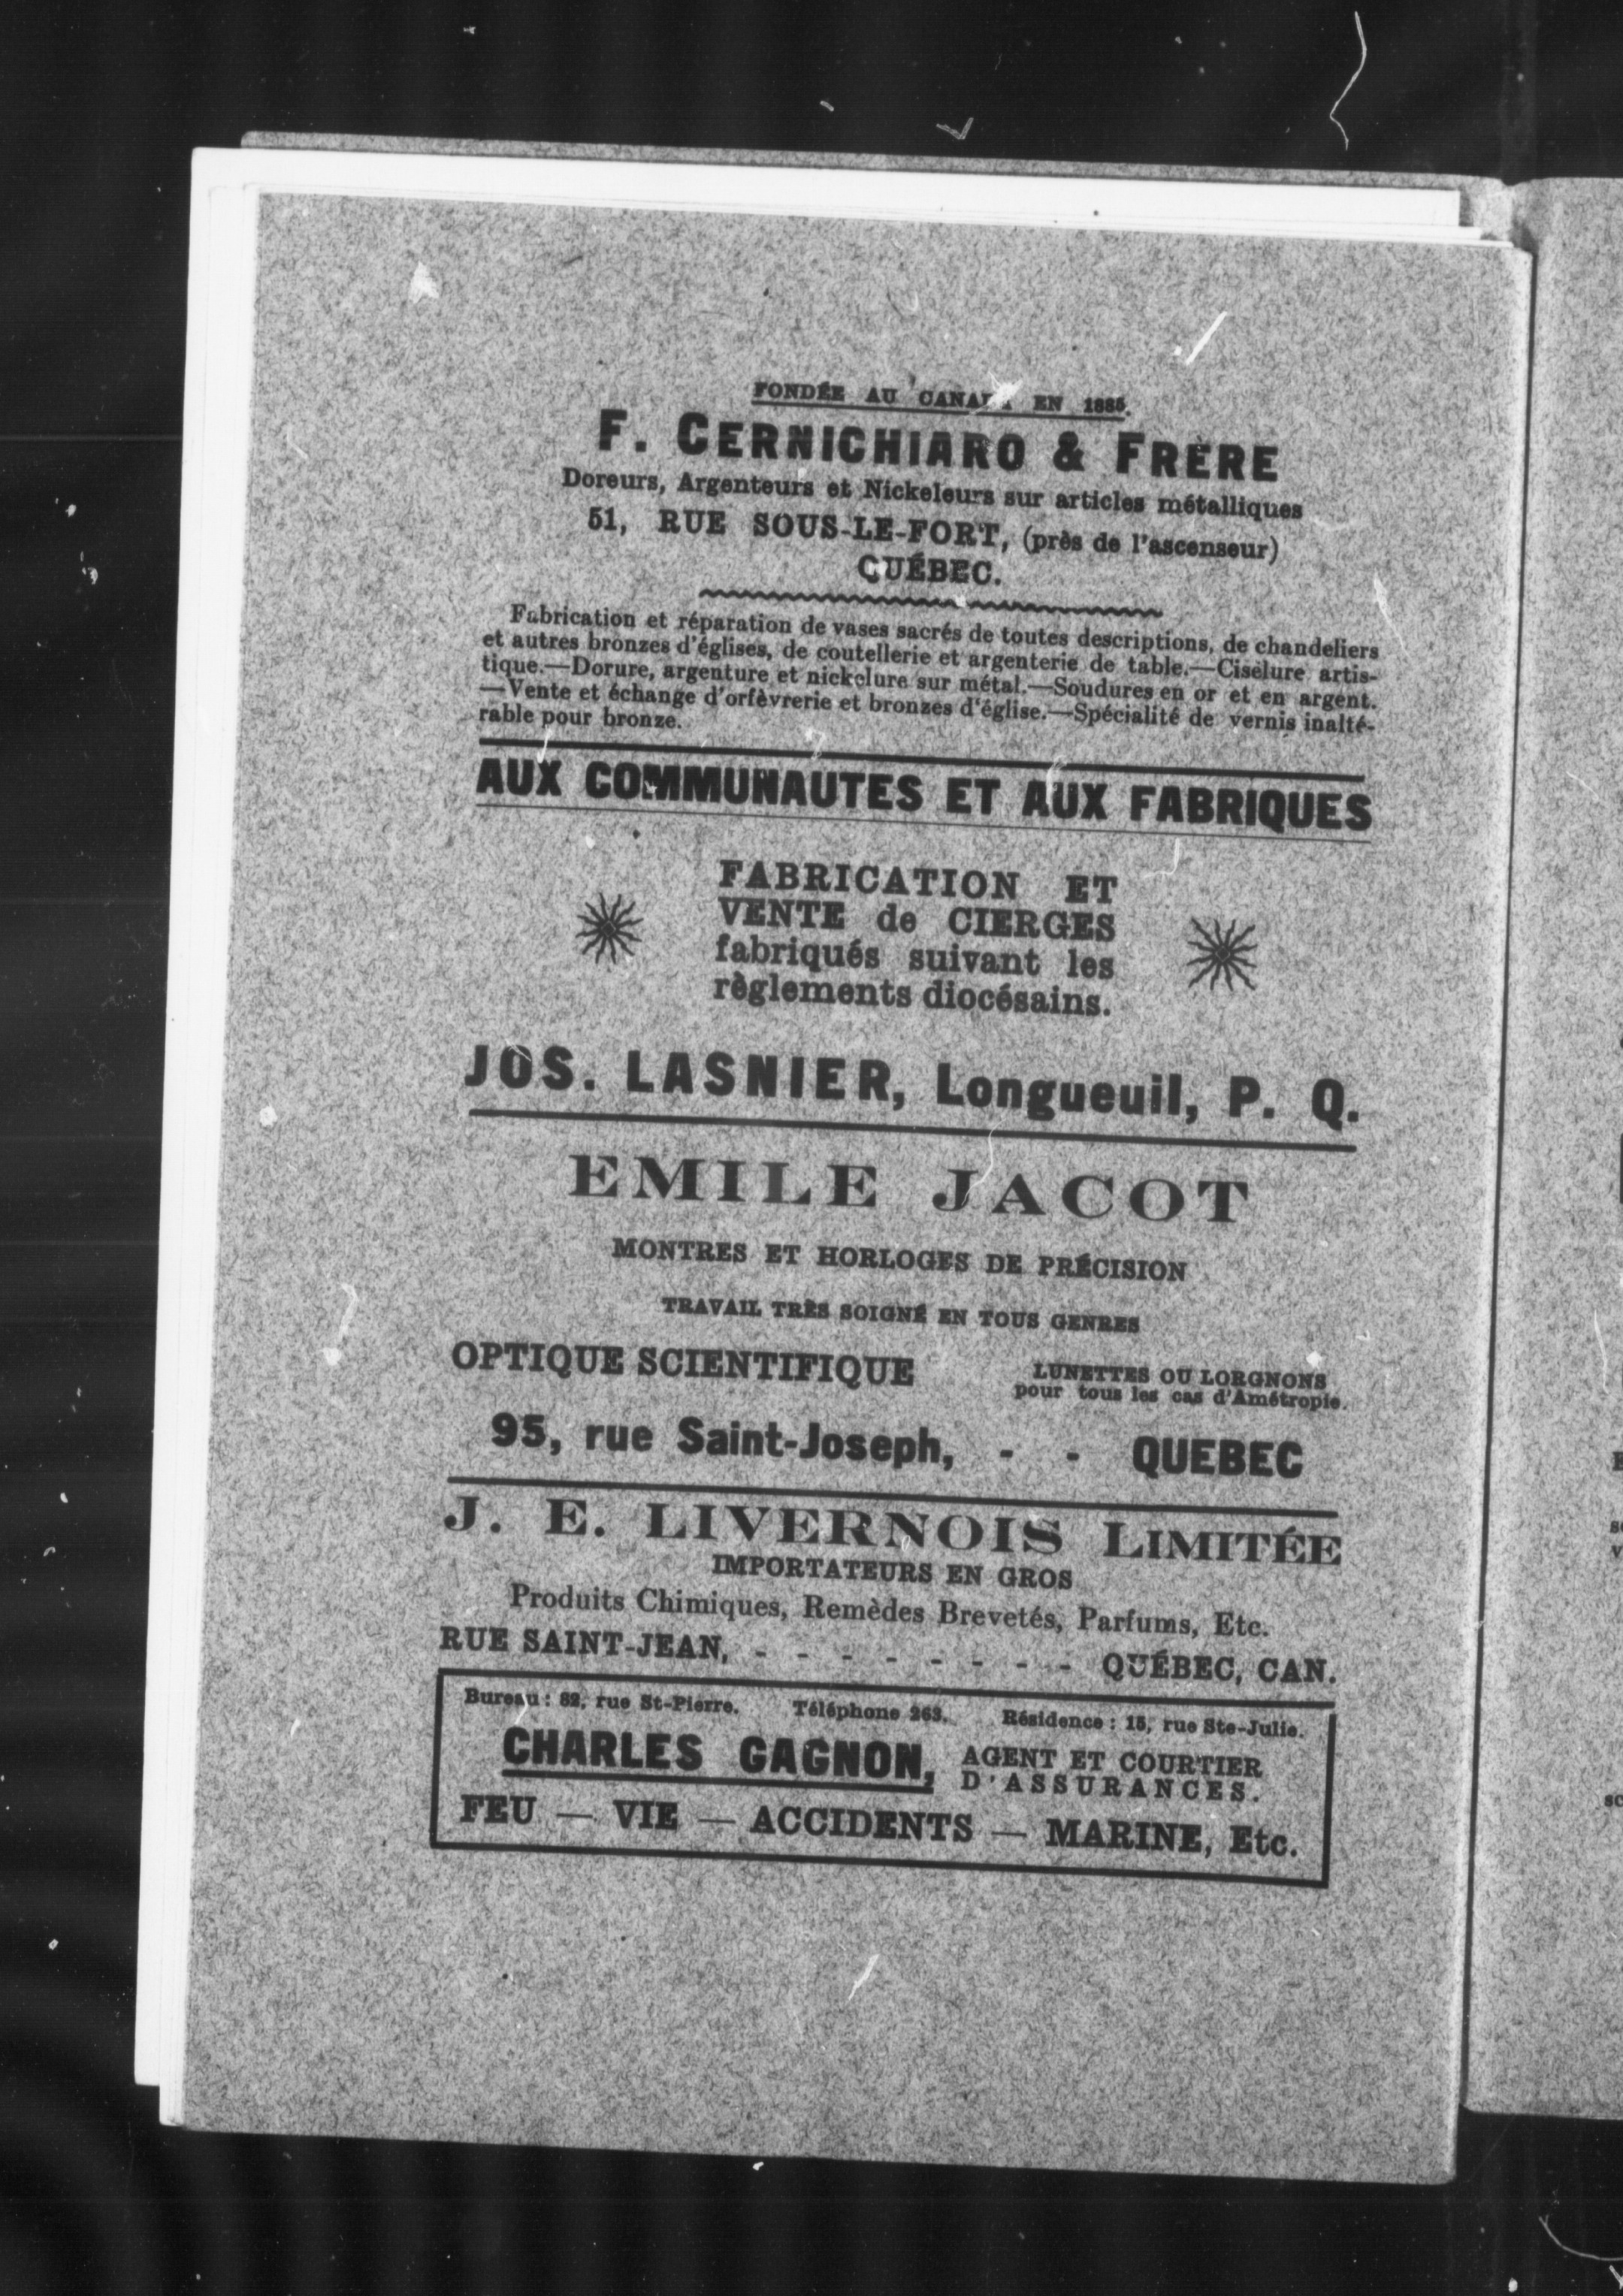 FONDÉE AU CANADA EN 1885.
F. CERNICHIARO & FRÈRE
Doreurs, Argenteurs et Nickeleurs sur articles métalliques
51, RUE SOUS-LE-FORT, (près de l'ascenseur)
QUÉBEC.
Fabrication et réparation de vases sacrés de toutes descriptions, de chandeliers
et autres bronzes d'églises, de coutellerie et argenterie de table.—Ciselure artis-
tique.—Dorure, argenture et nickelure sur métal.—Soudures en or et en argent.
—Vente et échange d'orfèvrerie et bronzes d'église.—Spécialité de vernis inalté-
rable pour bronze.
AUX COMMUNAUTES ET AUX FABRIQUES
FABRICATION ET
VENTE de CIERGES
fabriqués suivant les
règlements diocésains.
JOS. LASNIER, Longueuil, P. Q.
EMILE JACOT
MONTRES ET HORLOGES DE PRÉCISION
TRAVAIL TRÈS SOIGNÉ EN TOUS GENRES
OPTIQUE SCIENTIFIQUE
LUNETTES OU LORGNONS
pour tous les cas d'Amétropie.
95, rue Saint-Joseph, - - QUEBEC
J. E. LIVERNOIS LIMITÉE
IMPORTATEURS EN GROS
Produits Chimiques, Remèdes Brevetés, Parfums, Etc.
RUE SAINT-JEAN, - - - - - - - - QUÉBEC, CAN.
Bureau : 82, rue St-Pierre. Téléphone 263. Résidence : 15, rue Ste-Julie.
CHARLES GAGNON, AGENT ET COURTIER
D'ASSURANCES.
FEU — VIE — ACCIDENTS — MARINE, Etc.